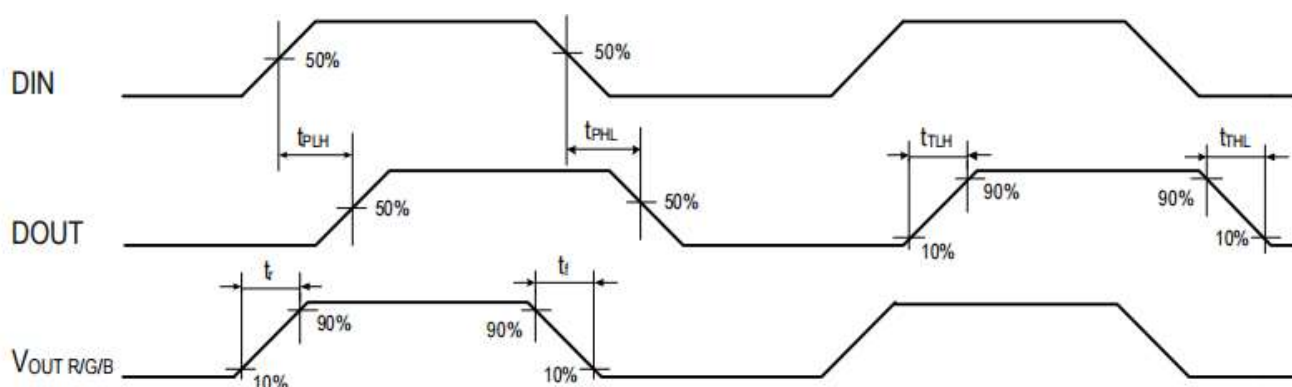 DIN
50%
50%
tPLH
tPHL
tTLH
tTHL
DOUT
50%
50%
90%
90%
10%
10%
tr
tf
VOUT R/G/B
90%
90%
10%
10%